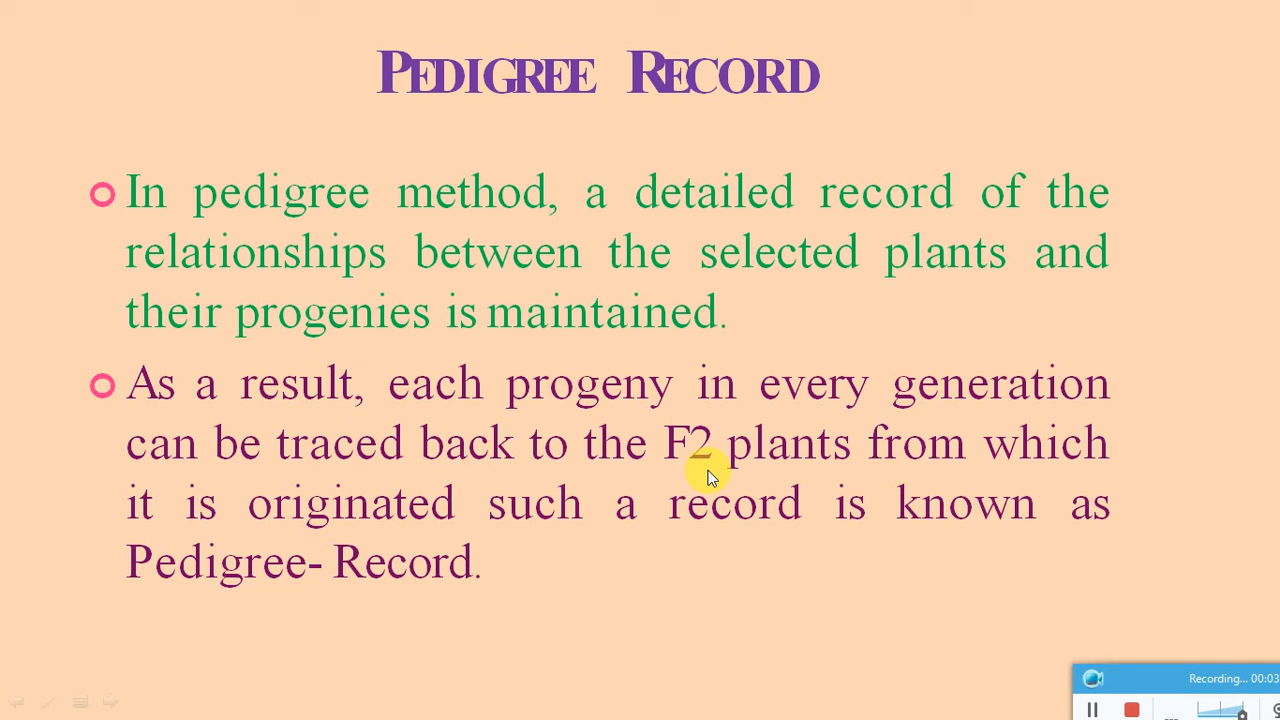 PEDIGREE RECORD
In pedigree method, a detailed record of the
relationships between the selected plants and
their progenies is maintained.
As a result, each progeny in every generation
can be traced back to the F2 plants from which
it is originated such a record is known as
Pedigree- Record.
Recording... 00:03